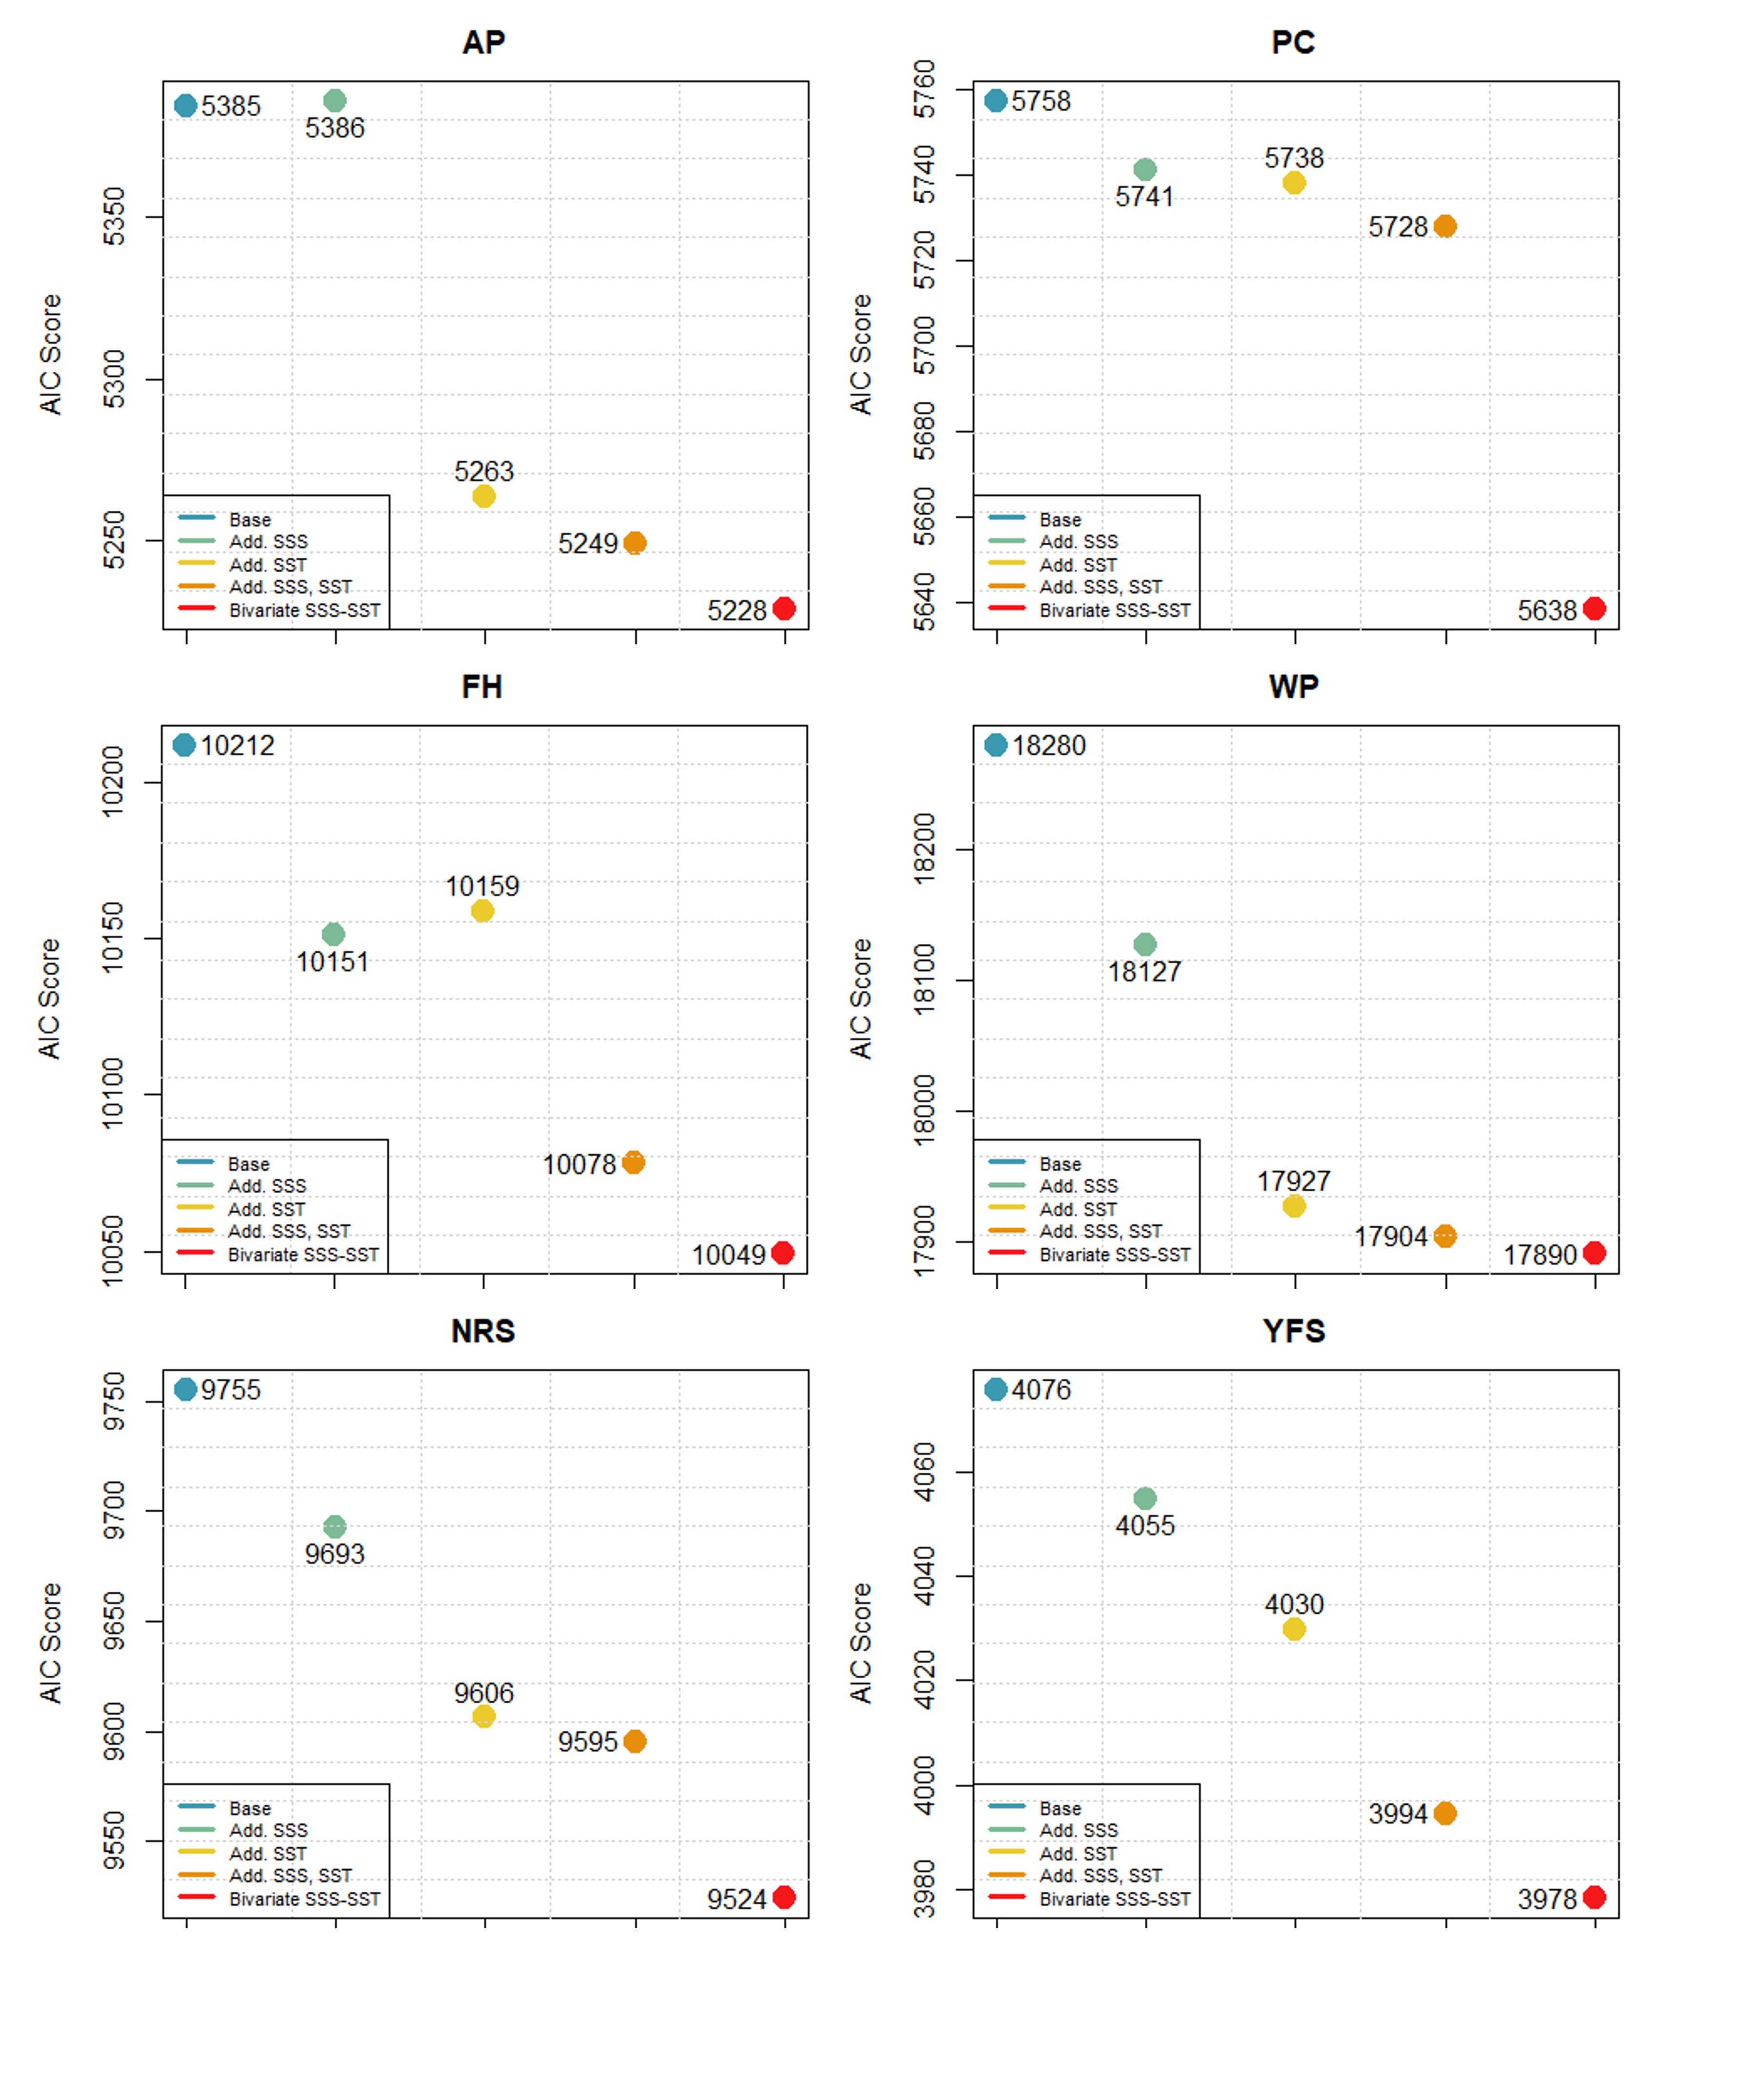 AP
AIC Score
5350
5300
5250
5385
5386
5263
5249
5228
Base
Add. SSS
Add. SST
Add. SSS, SST
Bivariate SSS-SST
PC
AIC Score
5760
5740
5720
5700
5680
5660
5640
5758
5741
5738
5728
5638
Base
Add. SSS
Add. SST
Add. SSS, SST
Bivariate SSS-SST
FH
AIC Score
10200
10150
10100
10050
10212
10151
10159
10078
10049
Base
Add. SSS
Add. SST
Add. SSS, SST
Bivariate SSS-SST
WP
AIC Score
18200
18100
18000
17900
18280
18127
17927
17904
17890
Base
Add. SSS
Add. SST
Add. SSS, SST
Bivariate SSS-SST
NRS
AIC Score
9750
9700
9650
9600
9550
9755
9693
9606
9595
9524
Base
Add. SSS
Add. SST
Add. SSS, SST
Bivariate SSS-SST
YFS
AIC Score
4060
4040
4020
4000
3980
4076
4055
4030
3994
3978
Base
Add. SSS
Add. SST
Add. SSS, SST
Bivariate SSS-SST